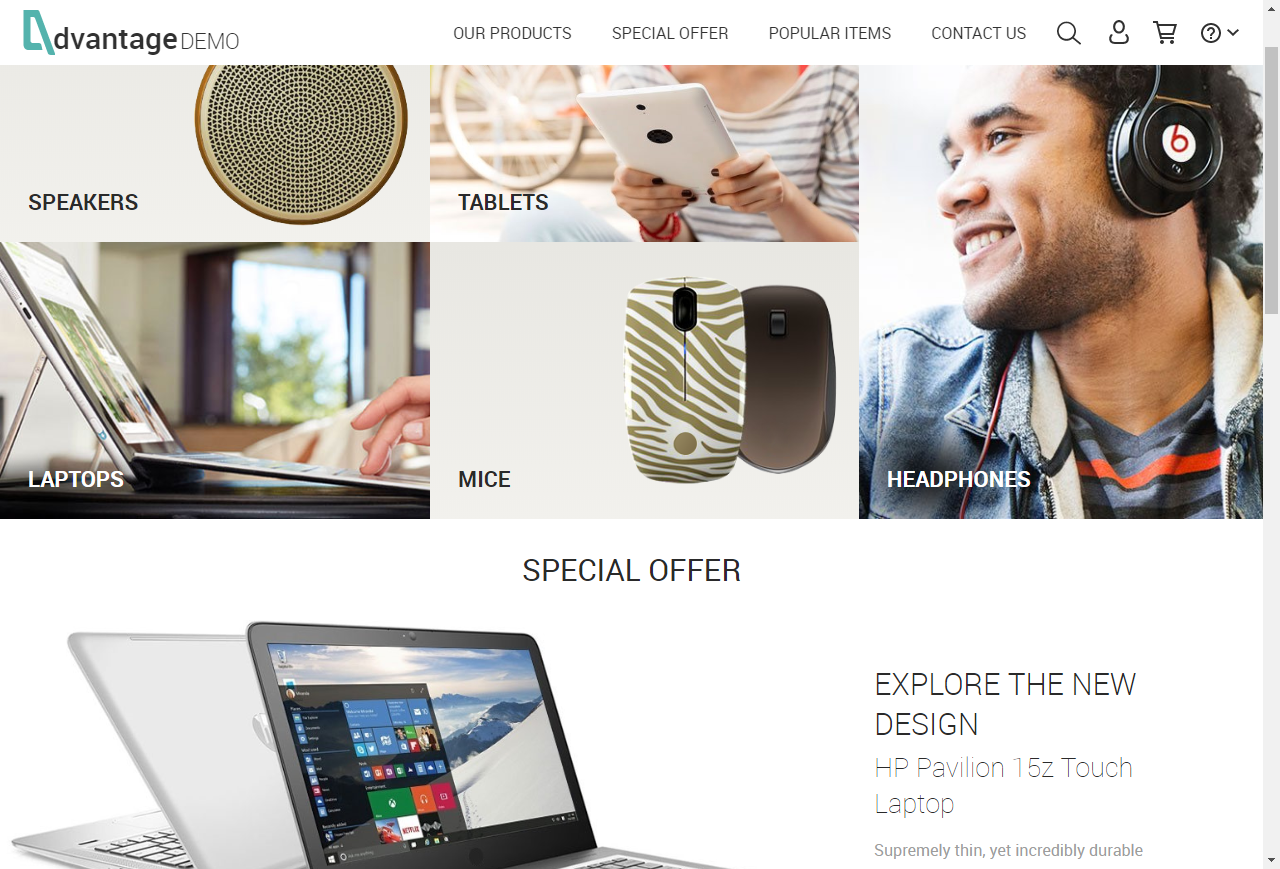 dvantage DEMO
OUR PRODUCTS SPECIAL OFFER POPULAR ITEMS CONTACT US
SPEAKERS
TABLETS
LAPTOPS
MICE
HEADPHONES
SPECIAL OFFER
EXPLORE THE NEW
DESIGN
HP Pavilion 15z Touch
Laptop
Supremely thin, yet incredibly durable